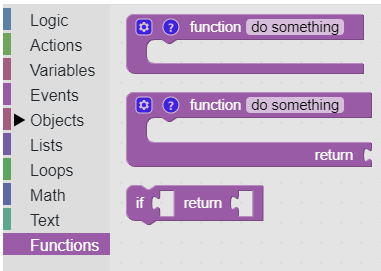 Logic
Actions
Variables
Events
Objects
Lists
Loops
Math
Text
Functions
? function do something
? function do something
return
if return